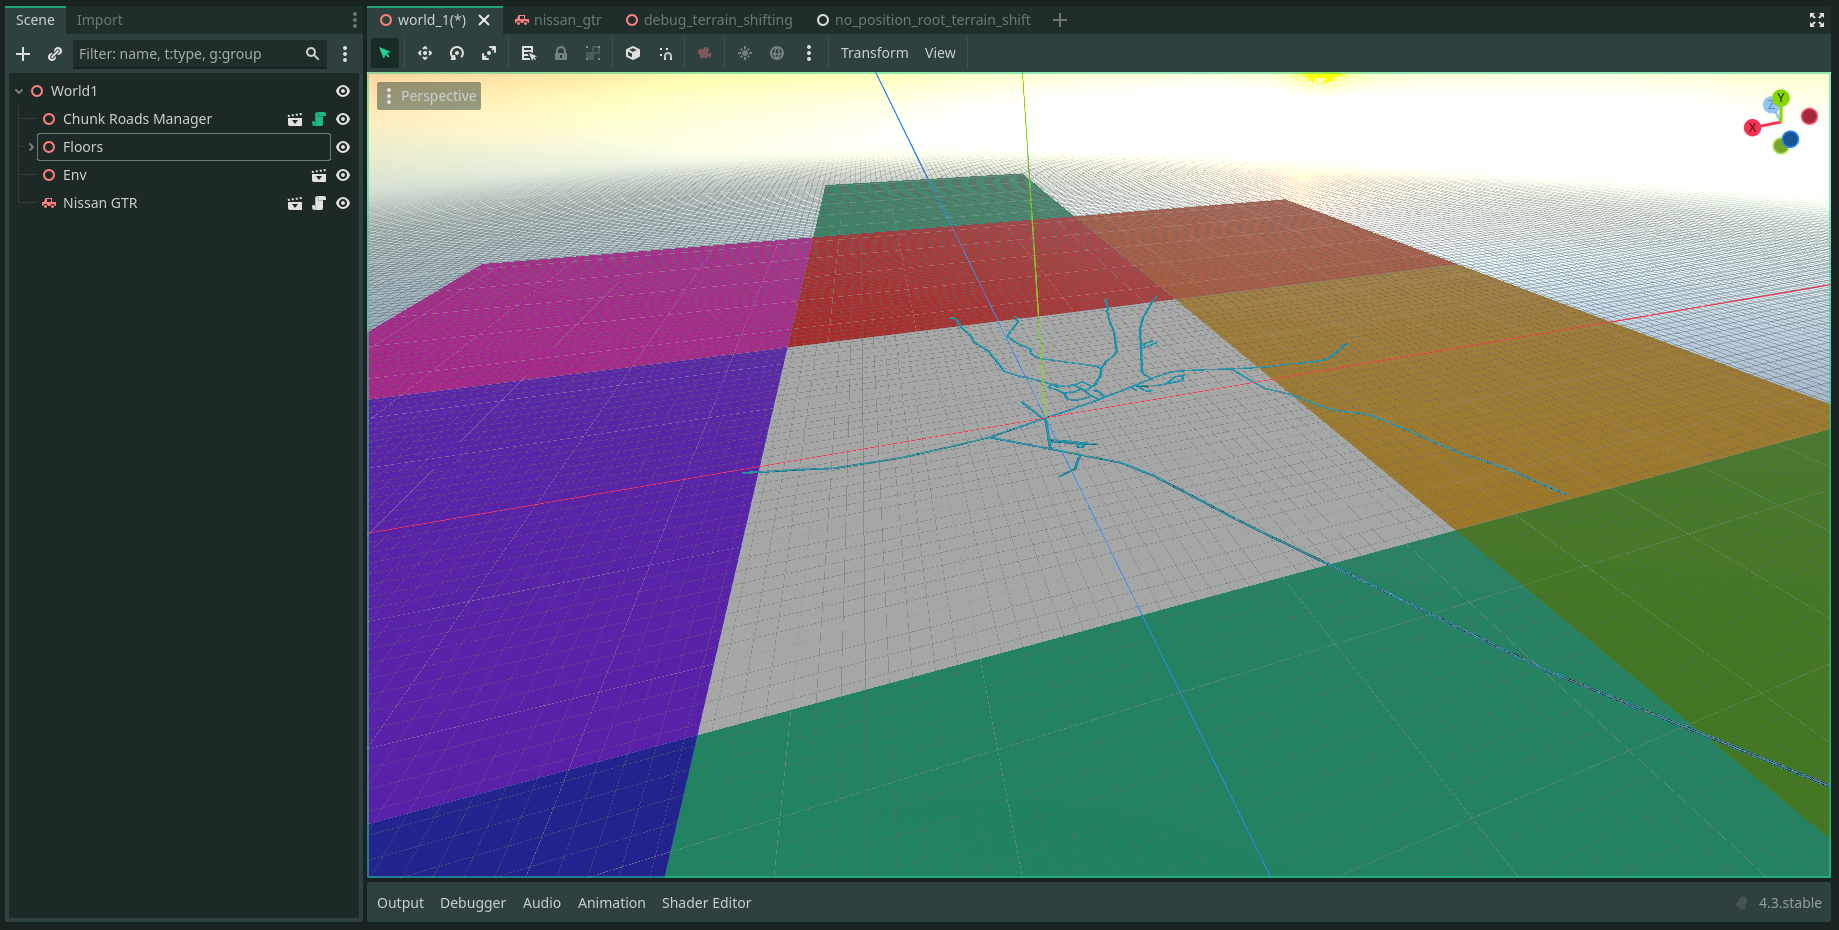 Scene Import
Filter: name, t:type, g:group
World1
Chunk Roads Manager
Floors
Env
Nissan GTR
world_1(*) nissan_gtr debug_terrain_shifting no_position_root_terrain_shift
Transform View
Perspective
Y
Z
X
Output Debugger Audio Animation Shader Editor 4.3.stable